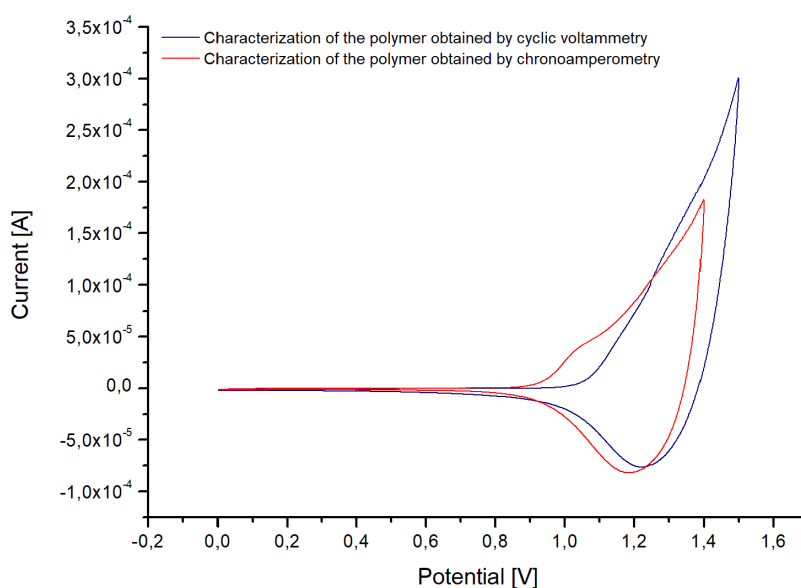 Characterization of the polymer obtained by cyclic voltammetry
Characterization of the polymer obtained by chronoamperometry
3,5x10⁻⁴
3,0x10⁻⁴
2,5x10⁻⁴
2,0x10⁻⁴
1,5x10⁻⁴
1,0x10⁻⁴
5,0x10⁻⁵
0,0
-5,0x10⁻⁵
-1,0x10⁻⁴
Current [A]
-0,2 0,0 0,2 0,4 0,6 0,8 1,0 1,2 1,4 1,6
Potential [V]